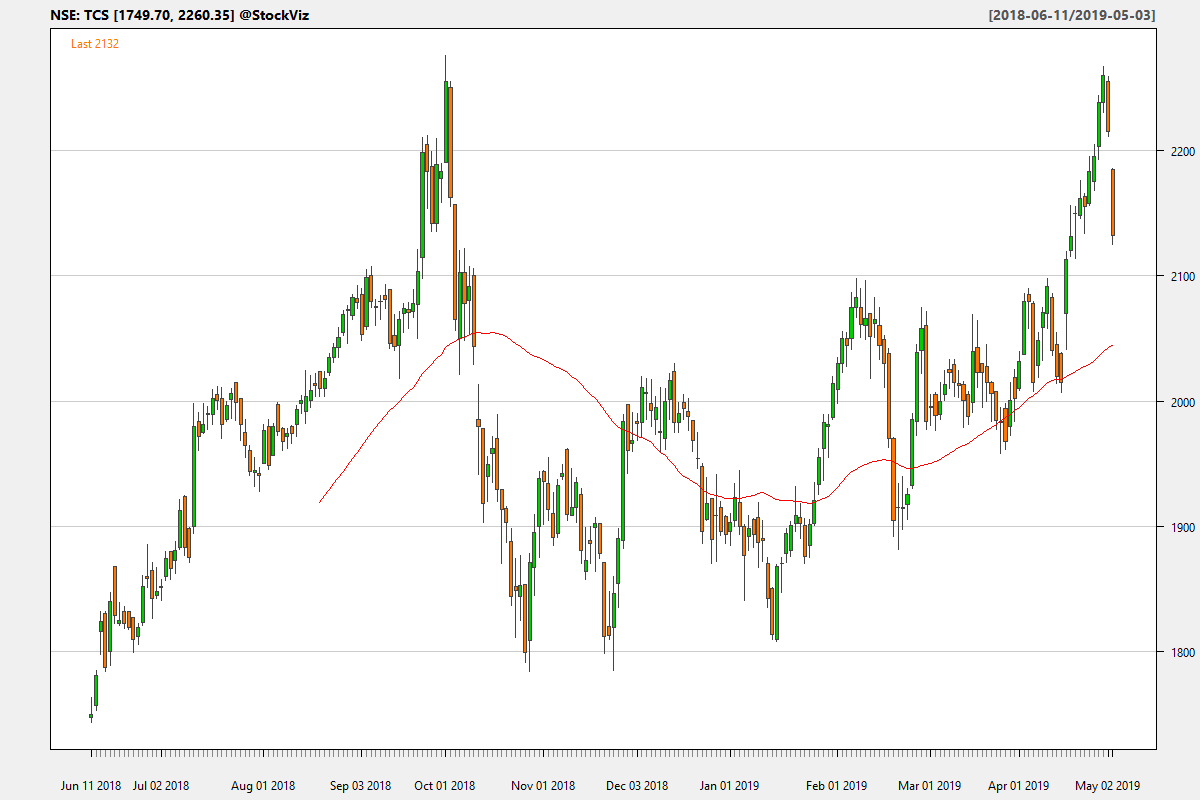 NSE: TCS [1749.70, 2260.35] @StockViz [2018-06-11/2019-05-03]
Last 2132
2200
2100
2000
1900
1800
Jun 11 2018 Jul 02 2018 Aug 01 2018 Sep 03 2018 Oct 01 2018 Nov 01 2018 Dec 03 2018 Jan 01 2019 Feb 01 2019 Mar 01 2019 Apr 01 2019 May 02 2019